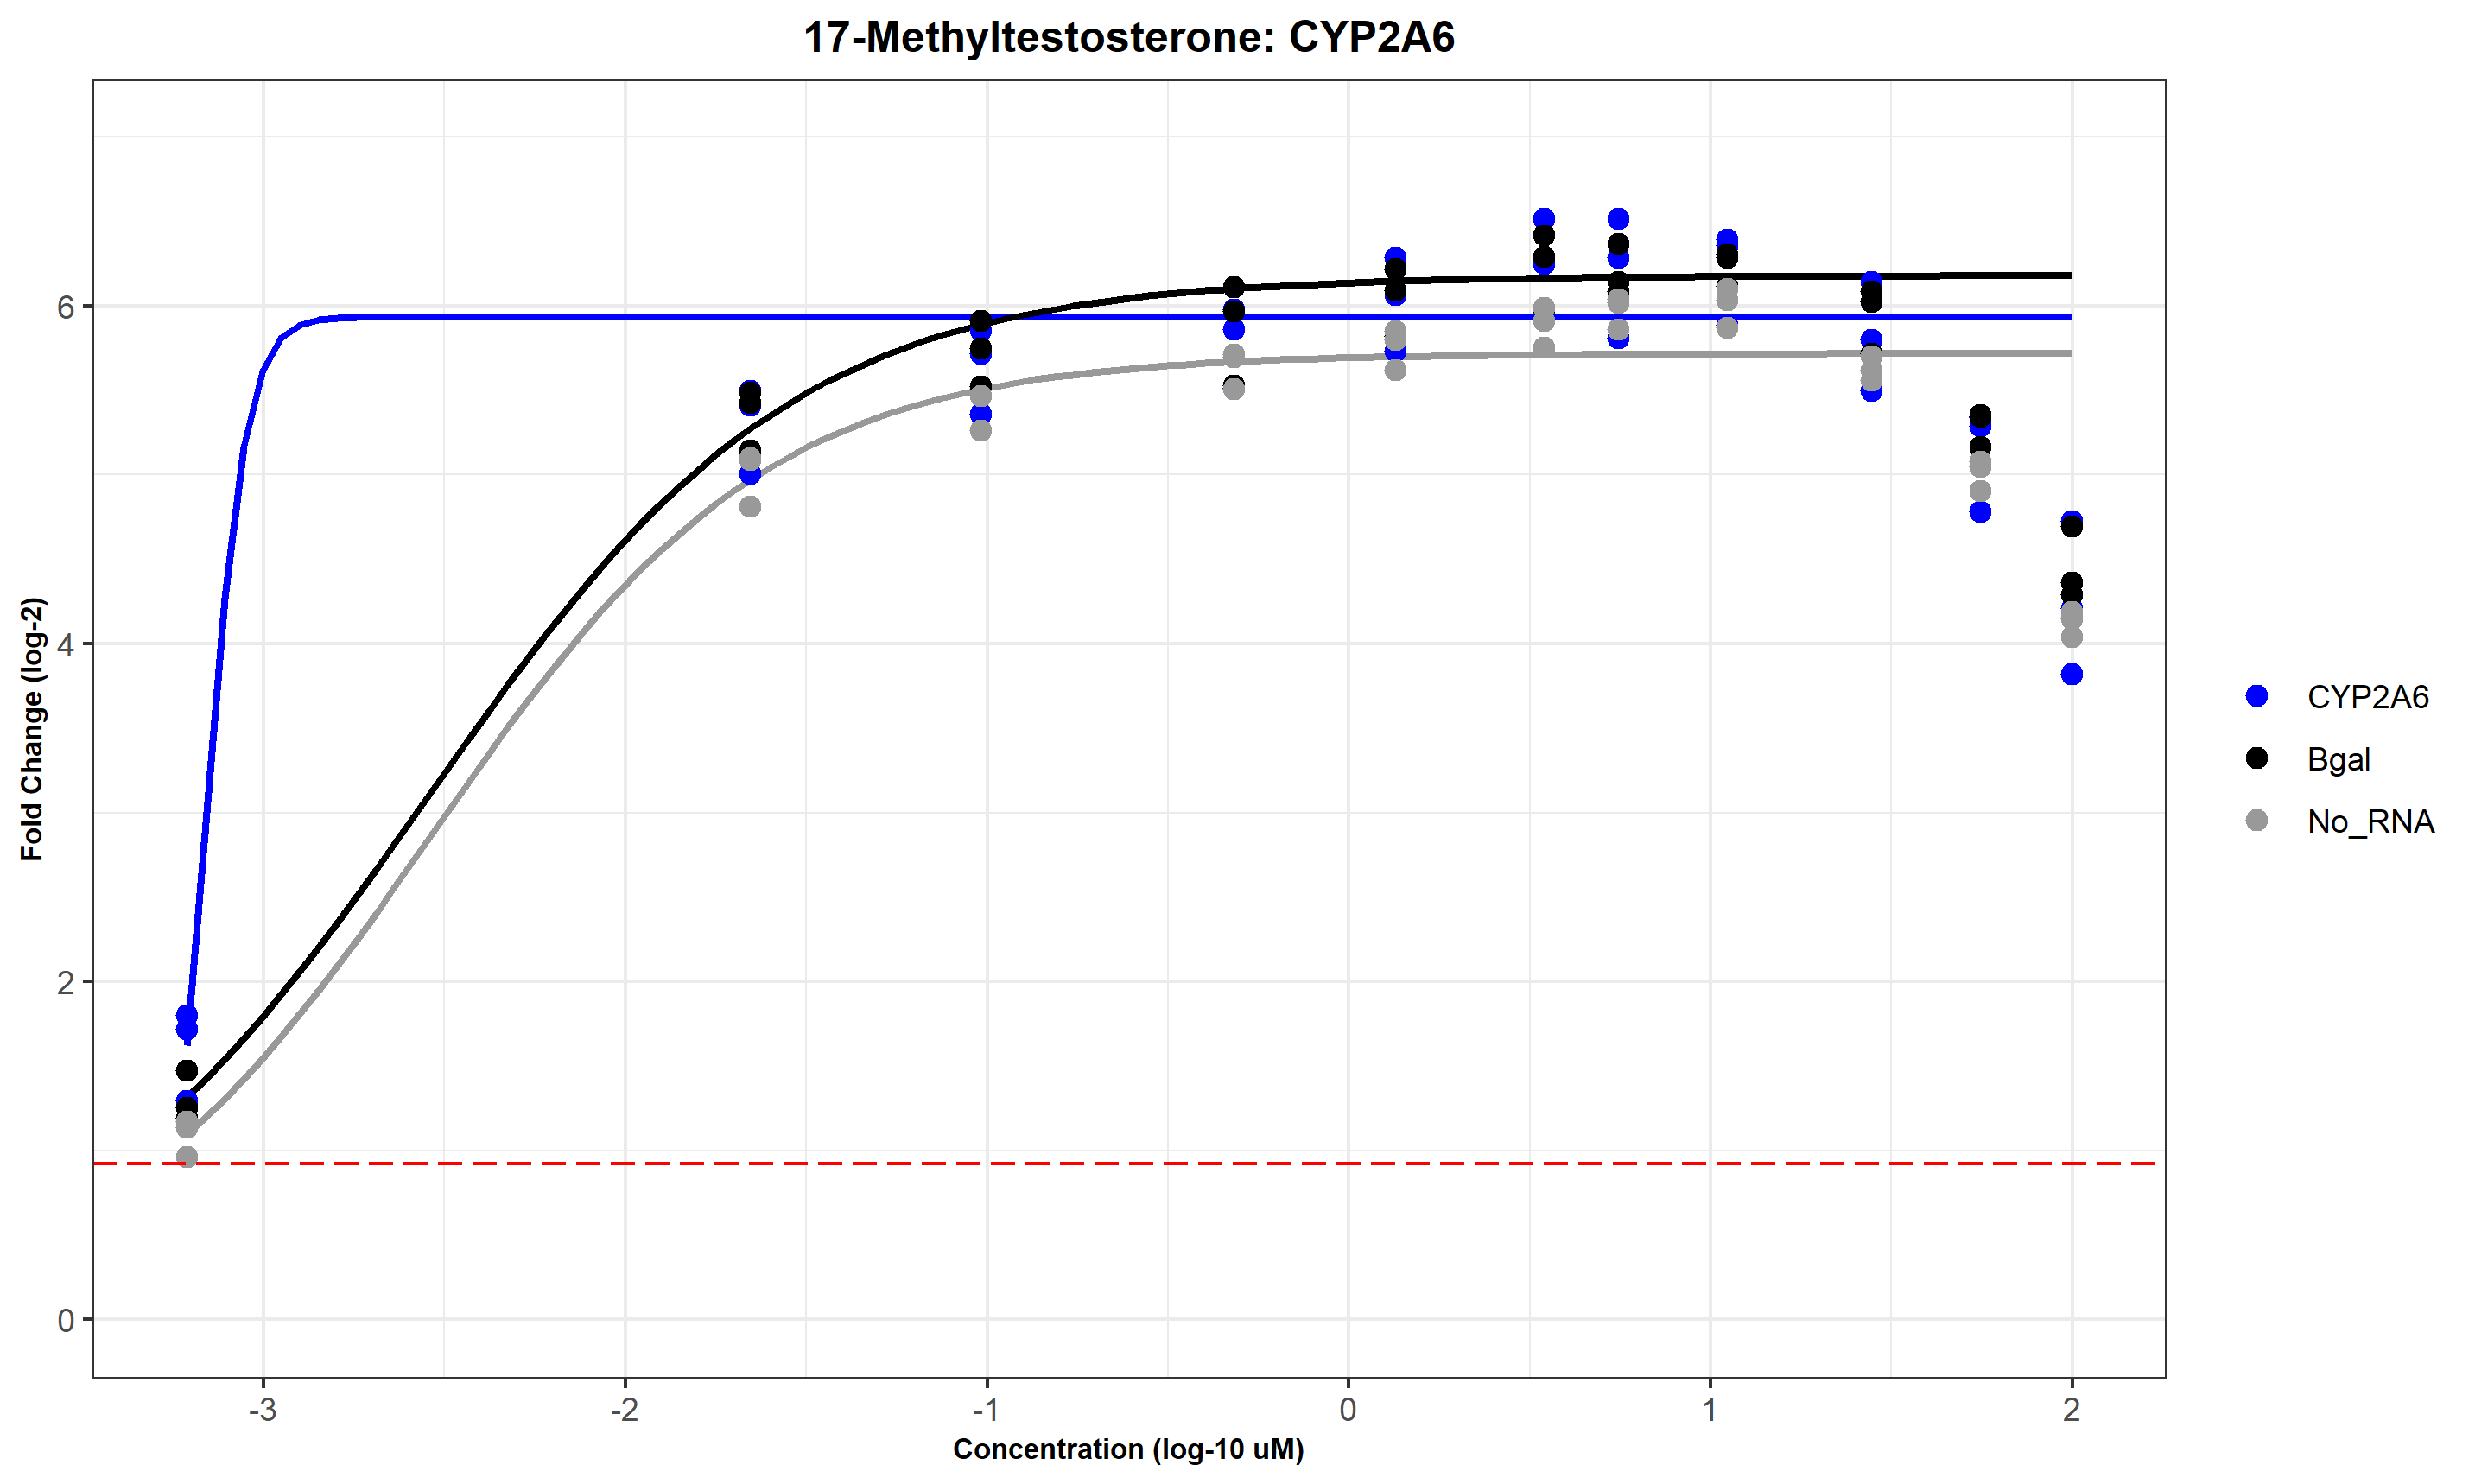 17-Methyltestosterone: CYP2A6
Fold Change (log-2)
6
4
2
0
-3
-2
-1
0
1
2
Concentration (log-10 uM)
CYP2A6
Bgal
No_RNA